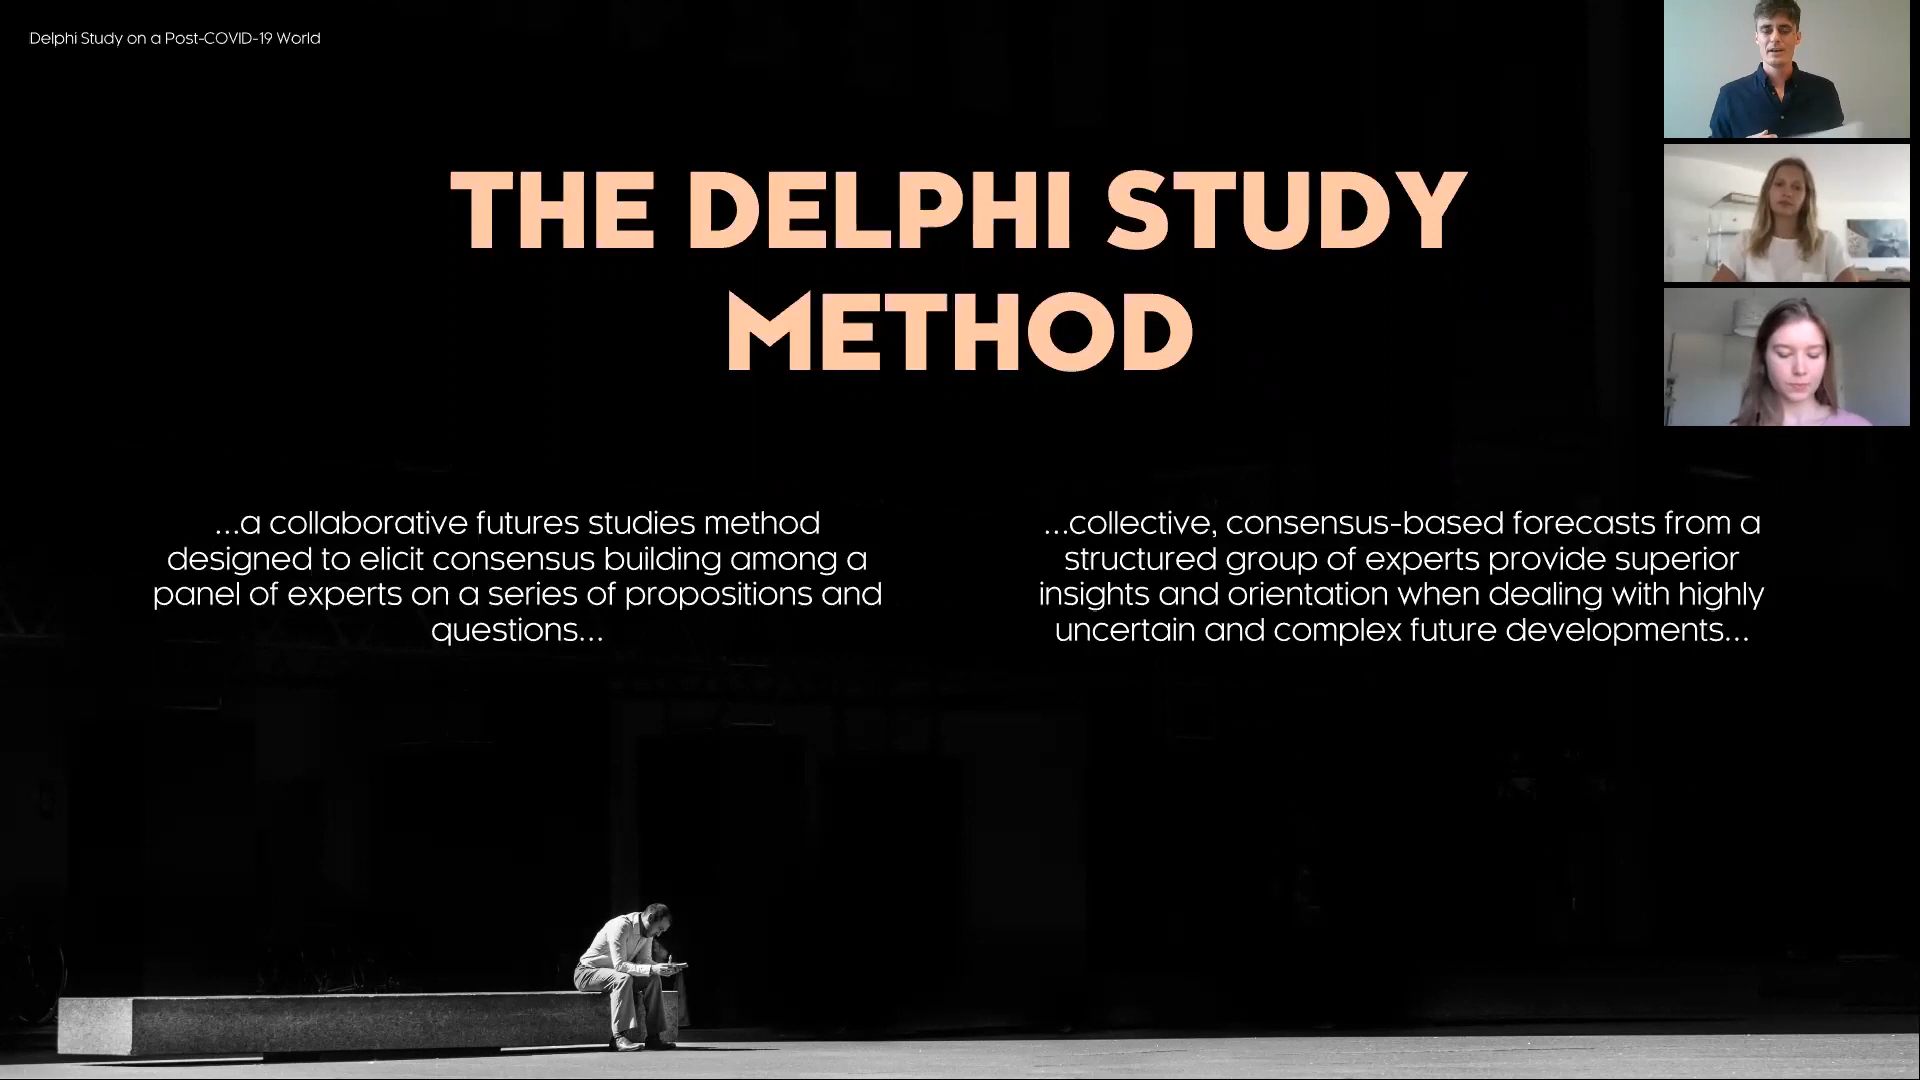 Delphi Study on a Post-COVID-19 World
THE DELPHI STUDY
METHOD
...a collaborative futures studies method
designed to elicit consensus building among a
panel of experts on a series of propositions and
questions...
...collective, consensus-based forecasts from a
structured group of experts provide superior
insights and orientation when dealing with highly
uncertain and complex future developments...